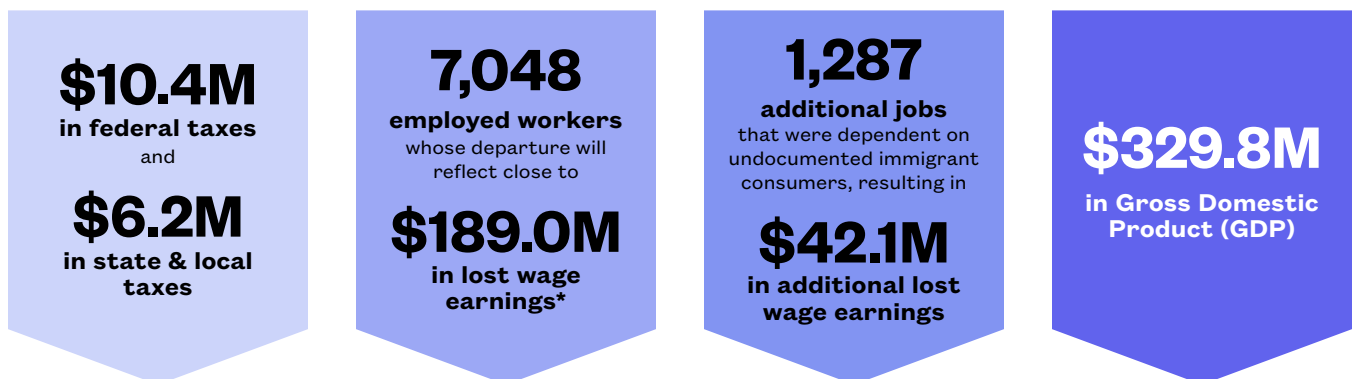 $10.4M
in federal taxes
and
$6.2M
in state & local
taxes
7,048
employed workers
whose departure will
reflect close to
$189.0M
in lost wage
earnings*
1,287
additional jobs
that were dependent on
undocumented immigrant
consumers, resulting in
$42.1M
in additional lost
wage earnings
$329.8M
in Gross Domestic
Product (GDP)